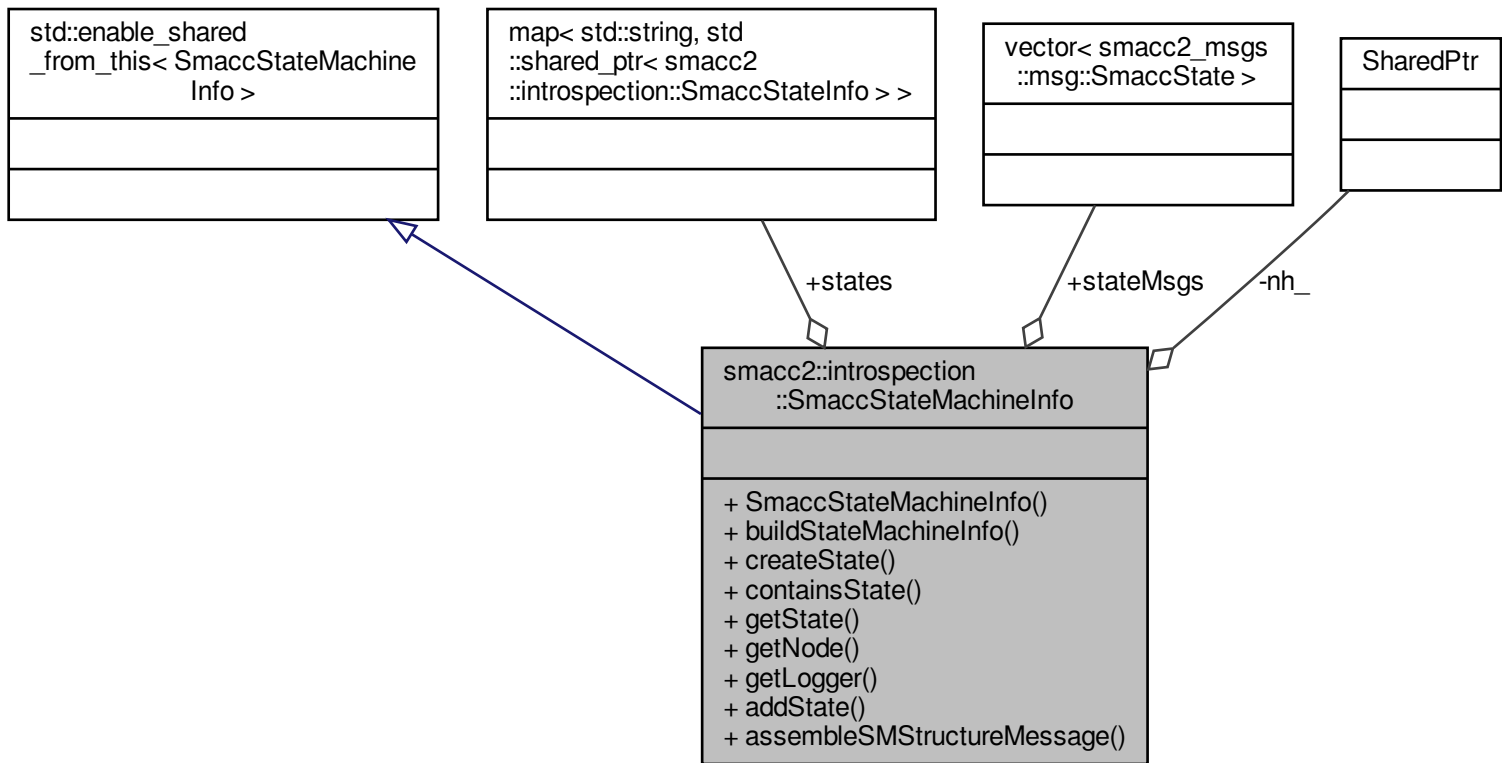 std::enable_shared
_from_this< SmaccStateMachine
Info >
map< std::string, std
::shared_ptr< smacc2
::introspection::SmaccStateInfo > >
vector< smacc2_msgs
::msg::SmaccState >
SharedPtr
+states
+stateMsgs
-nh_
smacc2::introspection
::SmaccStateMachineInfo
+ SmaccStateMachineInfo()
+ buildStateMachineInfo()
+ createState()
+ containsState()
+ getState()
+ getNode()
+ getLogger()
+ addState()
+ assembleSMStructureMessage()